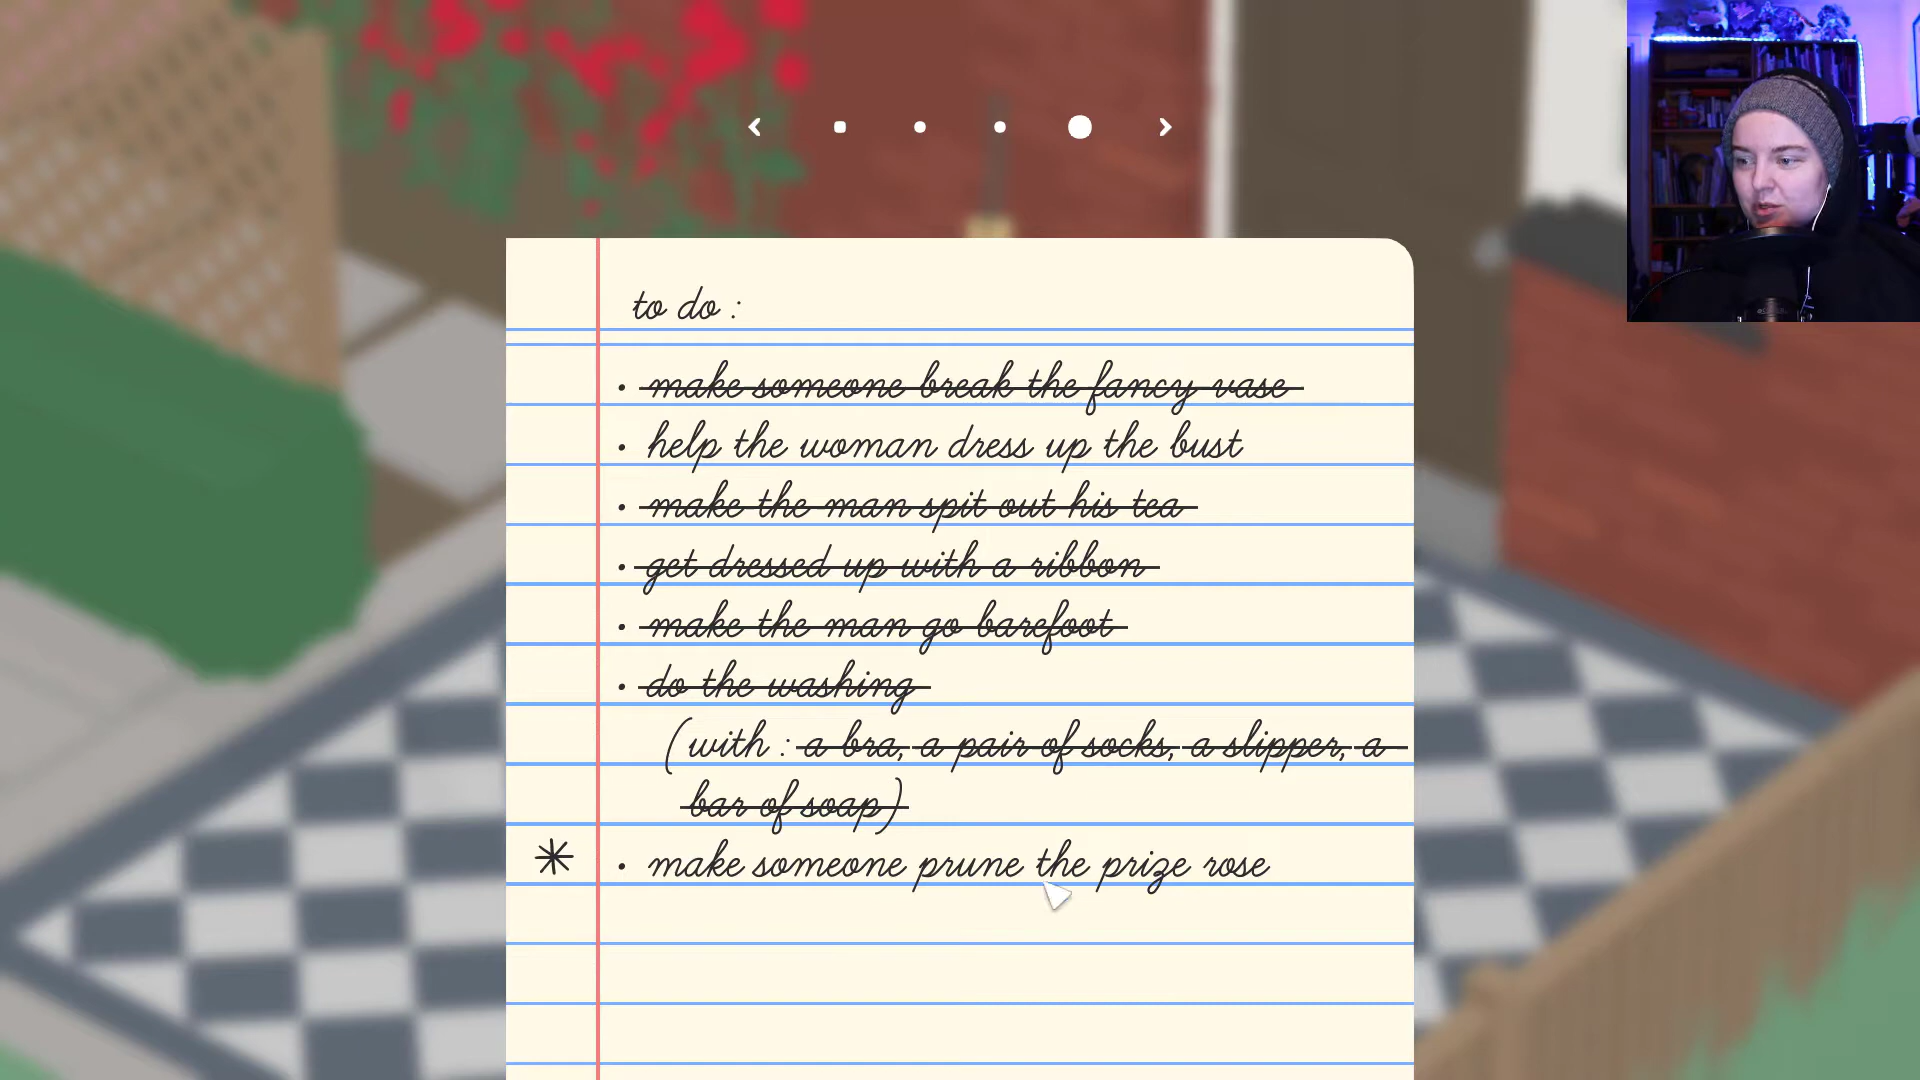 to do :
• make someone break the fancy vase
• help the woman dress up the bust
• make the man spit out his tea
• get dressed up with a ribbon
• make the man go barefoot
• do the washing
(with : a bra, a pair of socks, a slipper, a
bar of soap)
* • make someone prune the prize rose